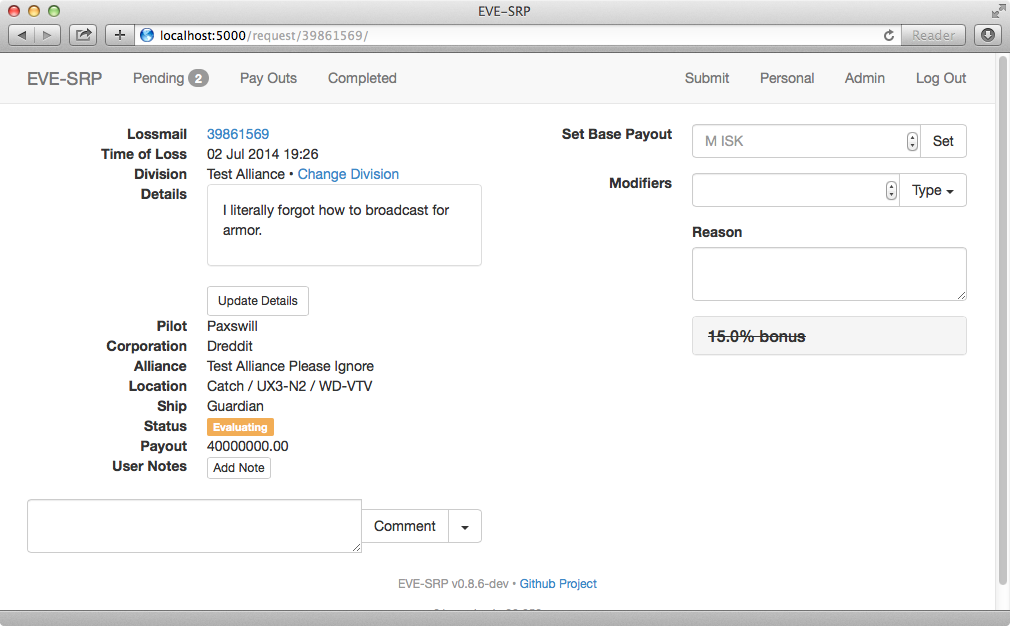 EVE-SRP
localhost:5000/request/39861569/
Reader
EVE-SRP Pending 2 Pay Outs Completed Submit Personal Admin Log Out
Lossmail 39861569
Time of Loss 02 Jul 2014 19:26
Division Test Alliance • Change Division
Details
I literally forgot how to broadcast for
armor.
Update Details
Pilot Paxswill
Corporation Dreddit
Alliance Test Alliance Please Ignore
Location Catch / UX3-N2 / WD-VTV
Ship Guardian
Status Evaluating
Payout 40000000.00
User Notes Add Note
Comment
Set Base Payout M ISK Set
Modifiers Type
Reason
15.0% bonus
EVE-SRP v0.8.6-dev • Github Project